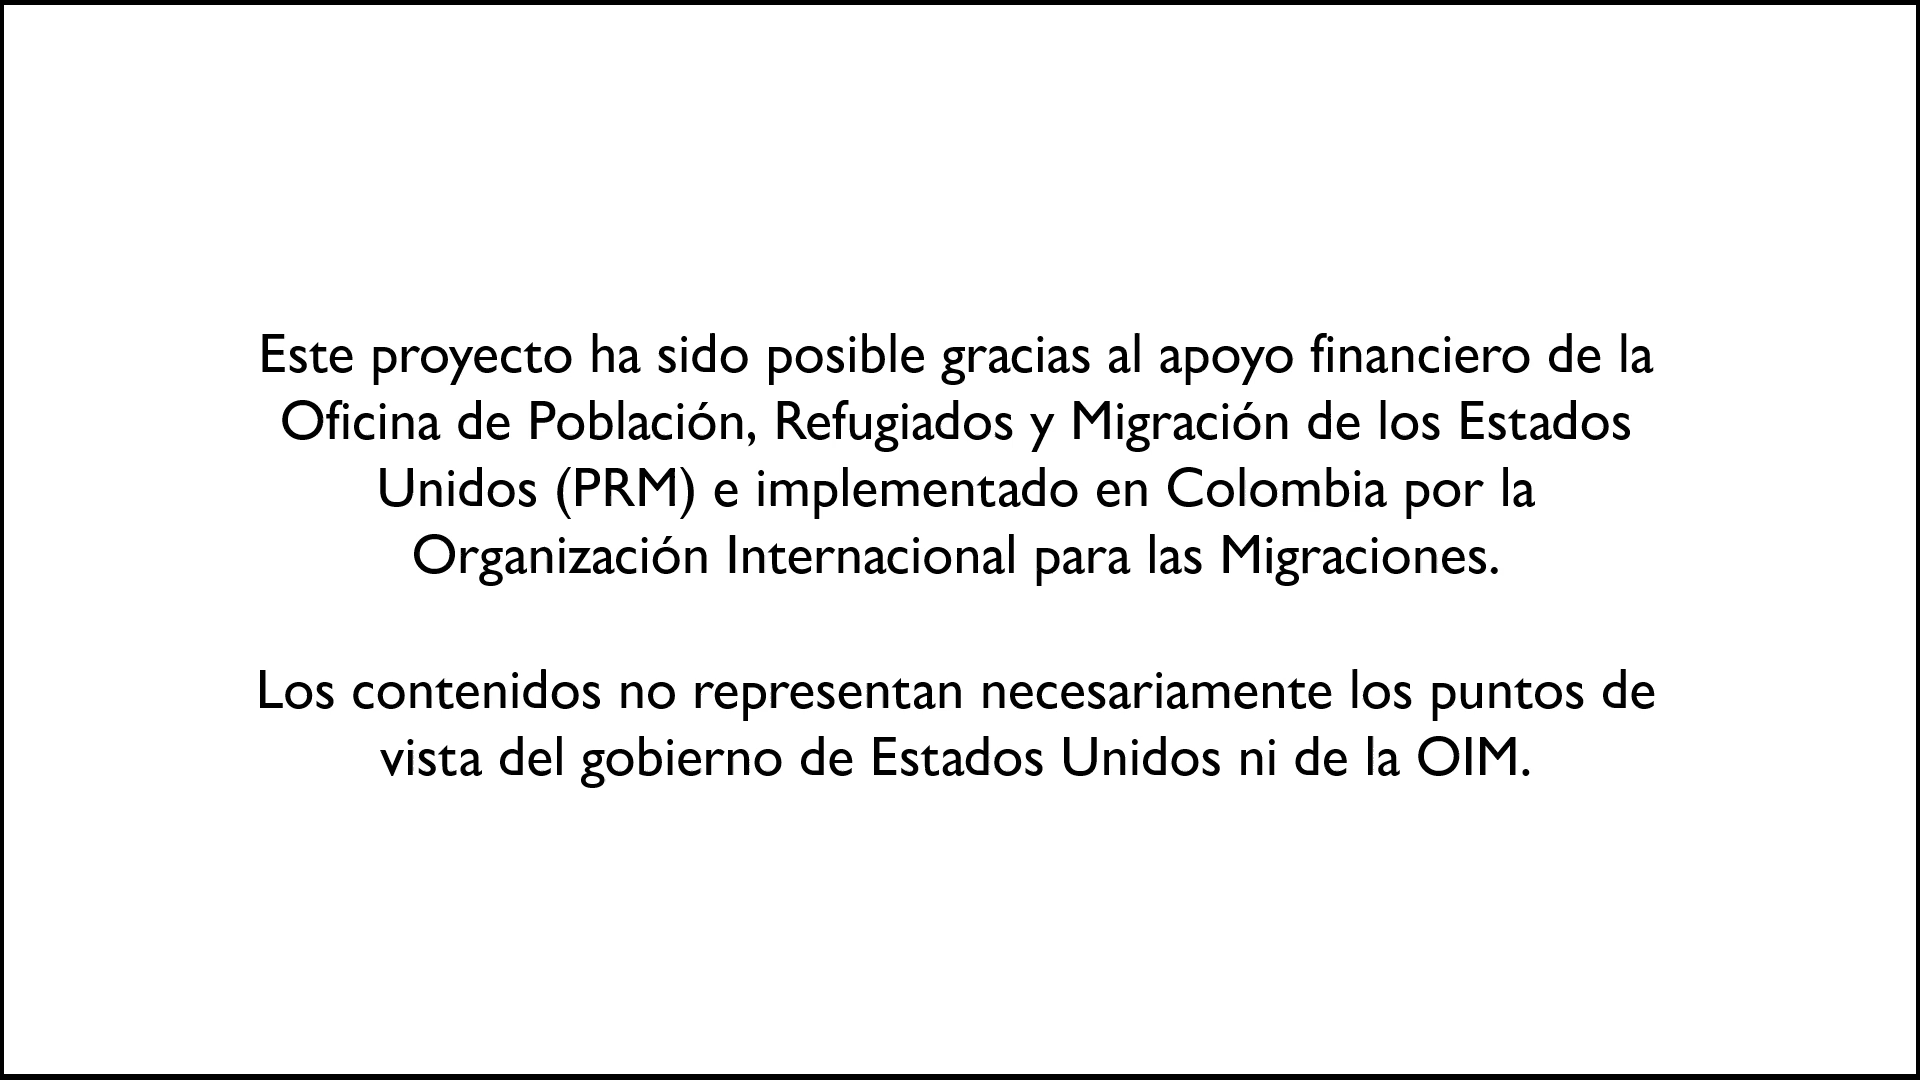 Este proyecto ha sido posible gracias al apoyo financiero de la
Oficina de Población, Refugiados y Migración de los Estados
Unidos (PRM) e implementado en Colombia por la
Organización Internacional para las Migraciones.
Los contenidos no representan necesariamente los puntos de
vista del gobierno de Estados Unidos ni de la OIM.